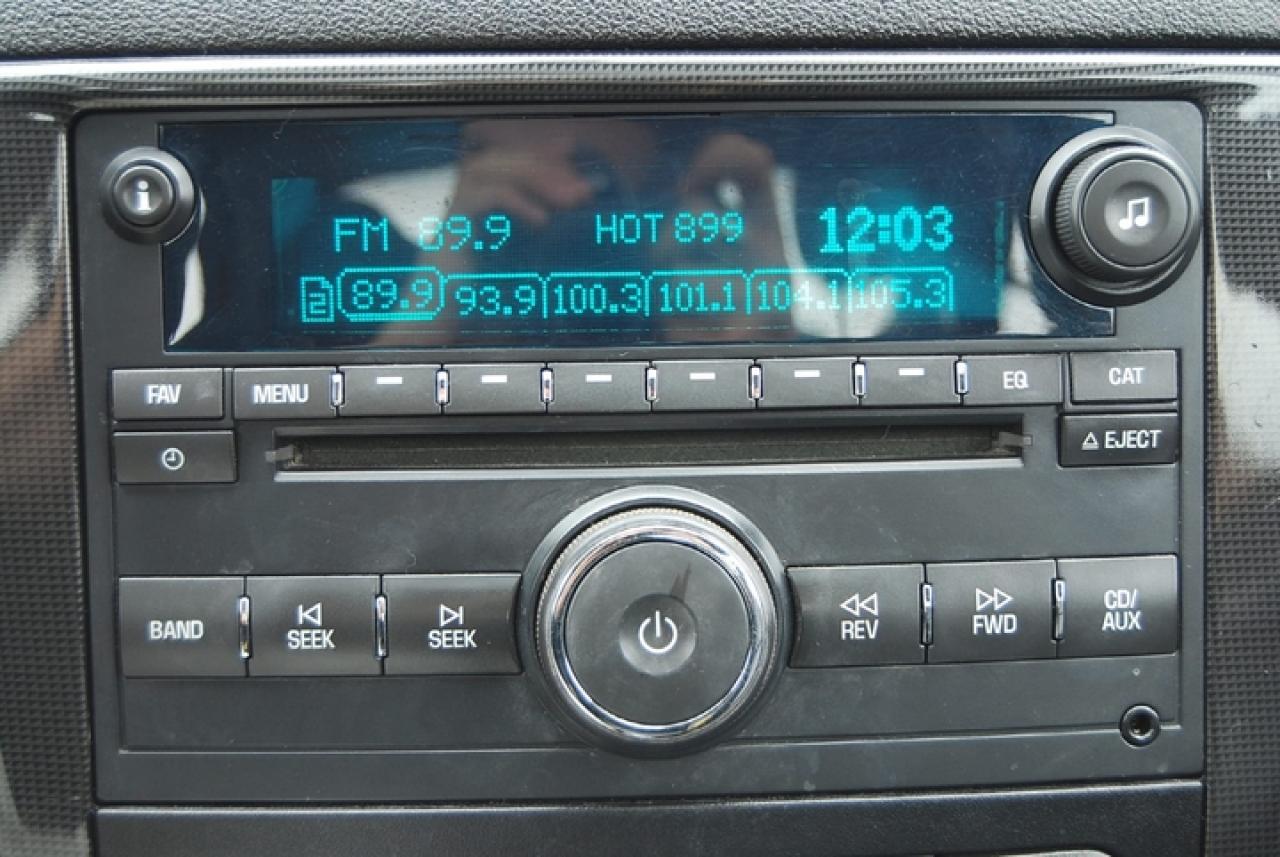 i
FM 89.9 HOT 899 12:03
2 89.9 93.9 100.3 101.1 104.1 105.3
FAV MENU EQ CAT
EJECT
BAND SEEK SEEK REV FWD CD/
AUX